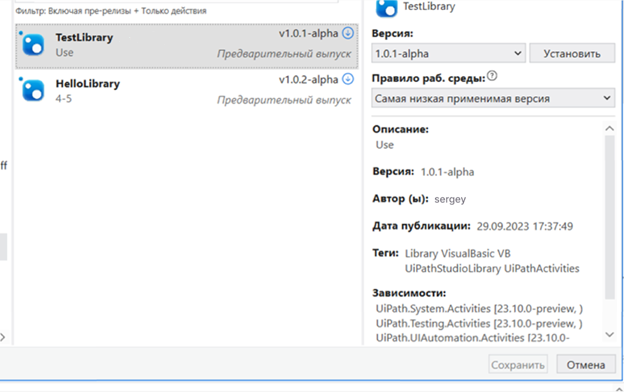 Фильтр: Включая пре-релизы + Только действия
TestLibrary
v1.0.1-alpha
Use
Предварительный выпуск
HelloLibrary
v1.0.2-alpha
4-5
Предварительный выпуск
ff
TestLibrary
Версия:
1.0.1-alpha
Установить
Правило раб. среды:
Самая низкая применимая версия
Описание:
Use
Версия: 1.0.1-alpha
Автор (ы): sergey
Дата публикации: 29.09.2023 17:37:49
Теги: Library VisualBasic VB
UiPathStudioLibrary UiPathActivities
Зависимости:
UiPath.System.Activities [23.10.0-preview, )
UiPath.Testing.Activities [23.10.0-preview, )
UiPath.UIAutomation.Activities [23.10.0-
Сохранить
Отмена